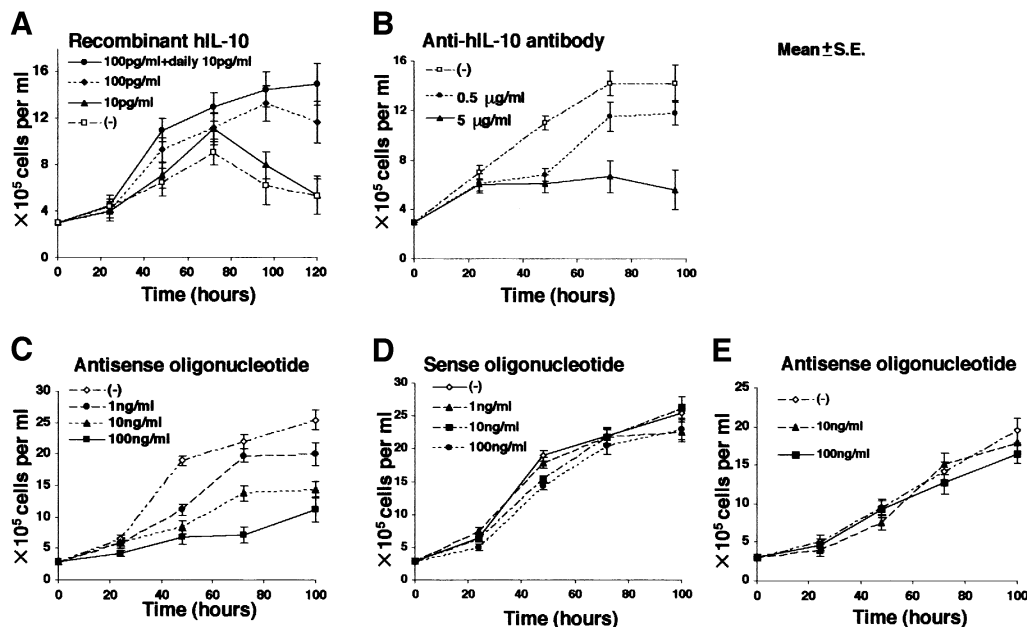 A
Recombinant hIL-10
100pg/ml+daily 10pg/ml
100pg/ml
10pg/ml
(-)
×10⁵ cells per ml
16
12
8
4
0
0 20 40 60 80 100 120
Time (hours)
B
Anti-hIL-10 antibody
(-)
0.5 µg/ml
5 µg/ml
×10⁵ cells per ml
16
12
8
4
0
0 20 40 60 80 100
Time (hours)
Mean±S.E.
C
Antisense oligonucleotide
(-)
1ng/ml
10ng/ml
100ng/ml
×10⁵ cells per ml
30
25
20
15
10
5
0
0 20 40 60 80 100
Time (hours)
D
Sense oligonucleotide
(-)
1ng/ml
10ng/ml
100ng/ml
×10⁵ cells per ml
30
25
20
15
10
5
0
0 20 40 60 80 100
Time (hours)
E
Antisense oligonucleotide
(-)
10ng/ml
100ng/ml
×10⁵ cells per ml
25
20
15
10
5
0
0 20 40 60 80 100
Time (hours)